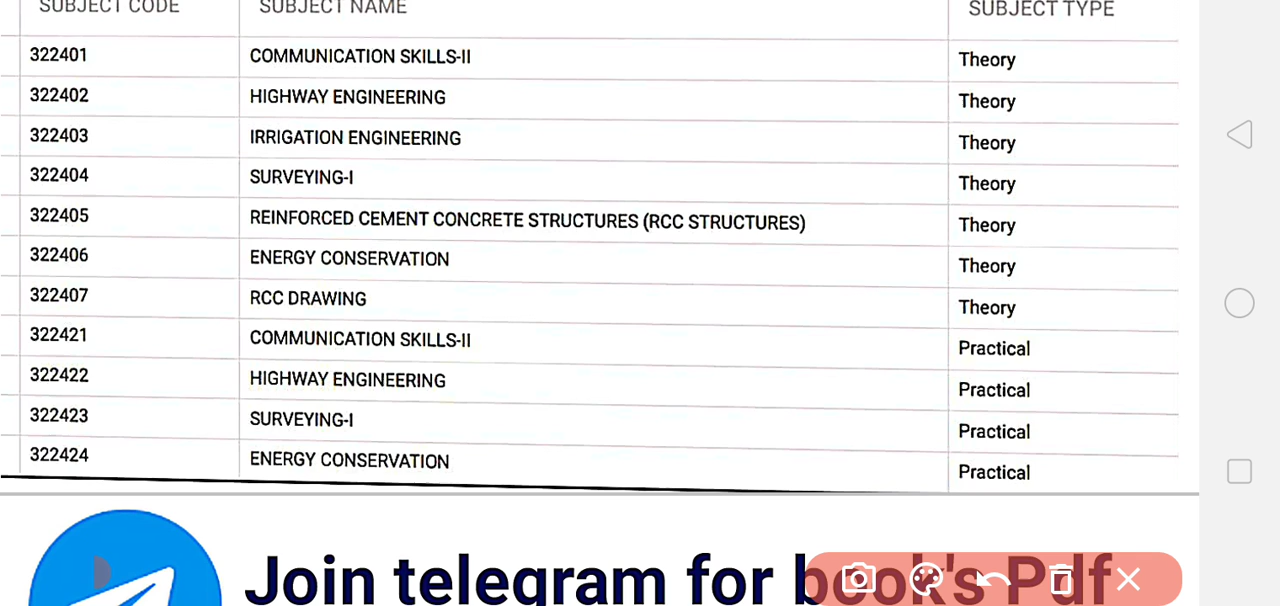 SUBJECT CODE SUBJECT NAME SUBJECT TYPE
322401 COMMUNICATION SKILLS-II Theory
322402 HIGHWAY ENGINEERING Theory
322403 IRRIGATION ENGINEERING Theory
322404 SURVEYING-I Theory
322405 REINFORCED CEMENT CONCRETE STRUCTURES (RCC STRUCTURES) Theory
322406 ENERGY CONSERVATION Theory
322407 RCC DRAWING Theory
322421 COMMUNICATION SKILLS-II Practical
322422 HIGHWAY ENGINEERING Practical
322423 SURVEYING-I Practical
322424 ENERGY CONSERVATION Practical
Join telegram for book's Pdf